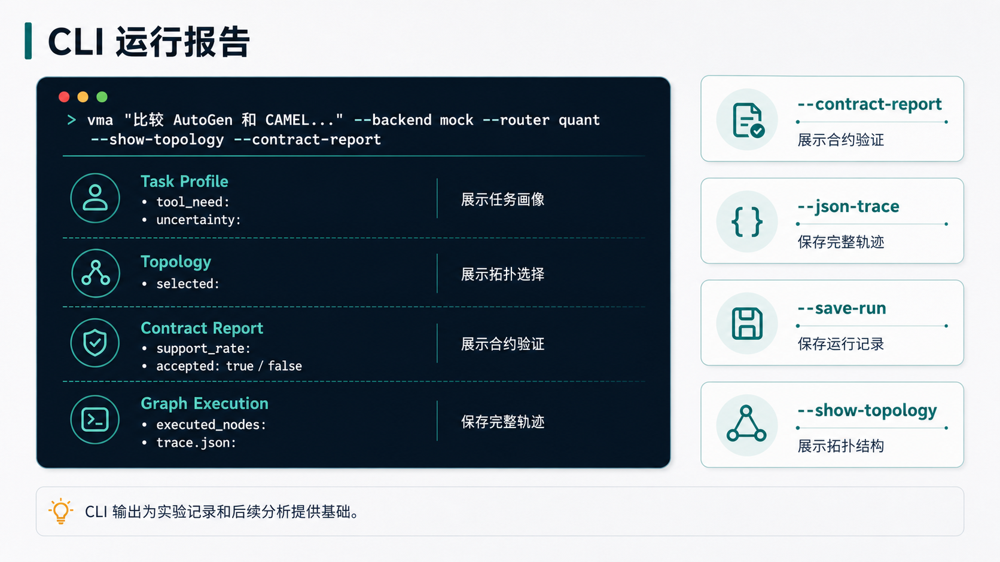 CLI 运行报告
> vma "比较 AutoGen 和 CAMEL..." --backend mock --router quant
--show-topology --contract-report
Task Profile
• tool_need:
• uncertainty:
展示任务画像
Topology
• selected:
展示拓扑选择
Contract Report
• support_rate:
• accepted: true / false
展示合约验证
Graph Execution
• executed_nodes:
• trace.json:
保存完整轨迹
--contract-report
展示合约验证
--json-trace
保存完整轨迹
--save-run
保存运行记录
--show-topology
展示拓扑结构
CLI 输出为实验记录和后续分析提供基础。